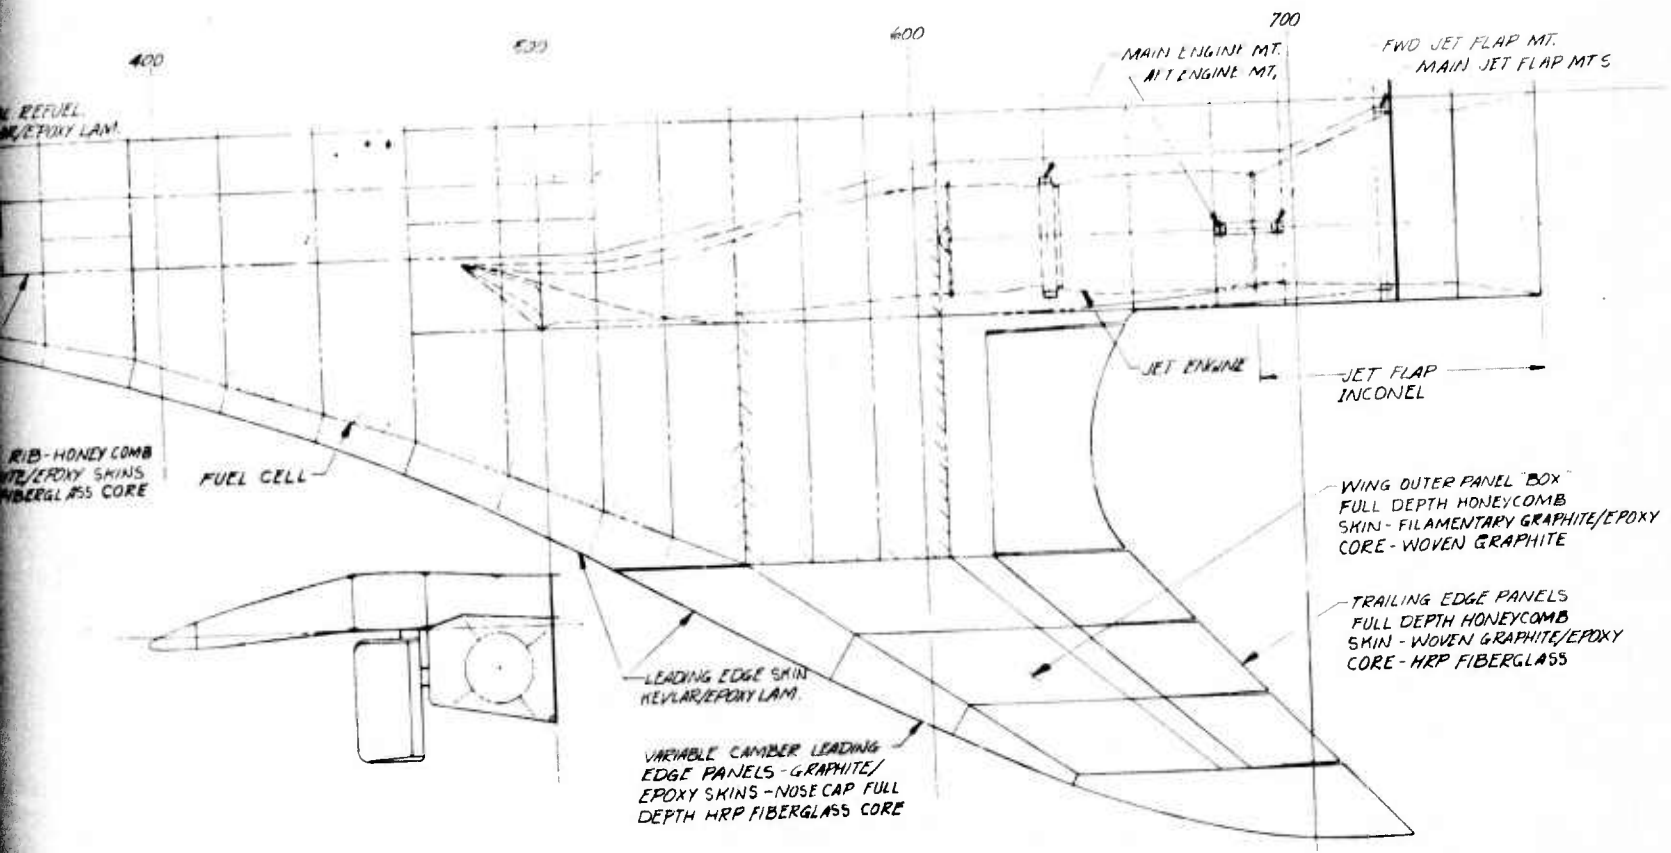 400
500
600
700
MAIN ENGINE MT.
AFT ENGINE MT.
FWD JET FLAP MT.
MAIN JET FLAP MTS
REFUEL
/EPOXY LAM.
JET ENGINE
JET FLAP
INCONEL
RIB-HONEYCOMB
/EPOXY SKINS
FIBERGLASS CORE
FUEL CELL
WING OUTER PANEL "BOX"
FULL DEPTH HONEYCOMB
SKIN - FILAMENTARY GRAPHITE/EPOXY
CORE - WOVEN GRAPHITE
TRAILING EDGE PANELS
FULL DEPTH HONEYCOMB
SKIN - WOVEN GRAPHITE/EPOXY
CORE - HRP FIBERGLASS
LEADING EDGE SKIN
KEVLAR/EPOXY LAM.
VARIABLE CAMBER LEADING
EDGE PANELS - GRAPHITE/
EPOXY SKINS - NOSE CAP FULL
DEPTH HRP FIBERGLASS CORE